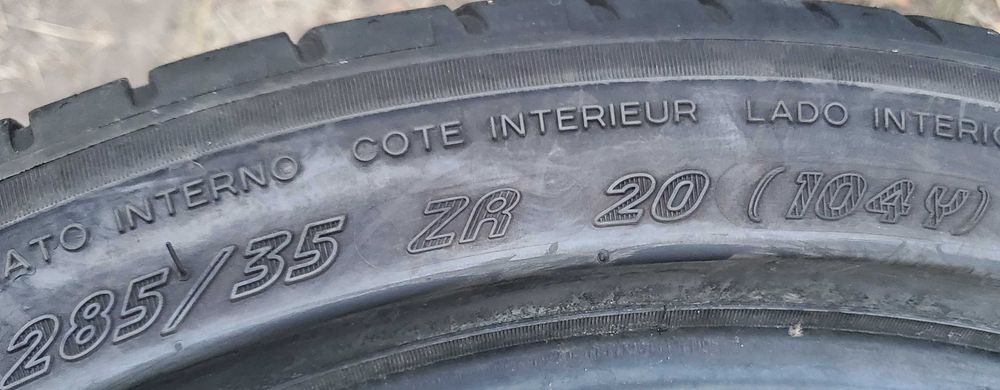 ATO INTERNO COTE INTERIEUR LADO INTERIO
285/35 ZR 20 (104Y)